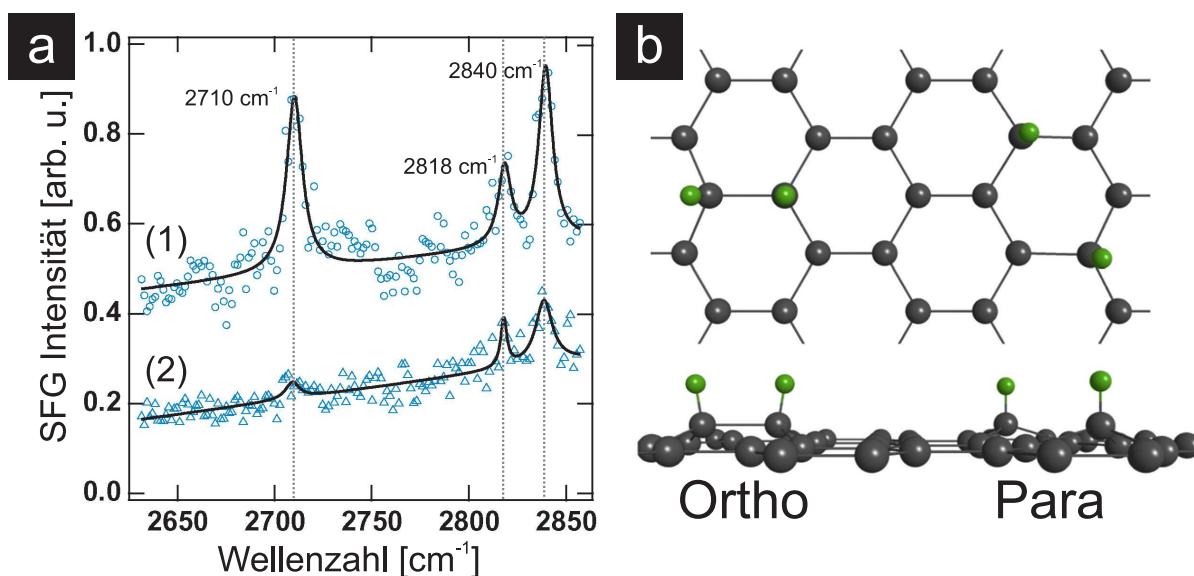 a
SFG Intensität [arb. u.]
1.0
0.8
0.6
0.4
0.2
0.0
2710 cm⁻¹
2840 cm⁻¹
2818 cm⁻¹
(1)
(2)
2650 2700 2750 2800 2850
Wellenzahl [cm⁻¹]
b
Ortho Para